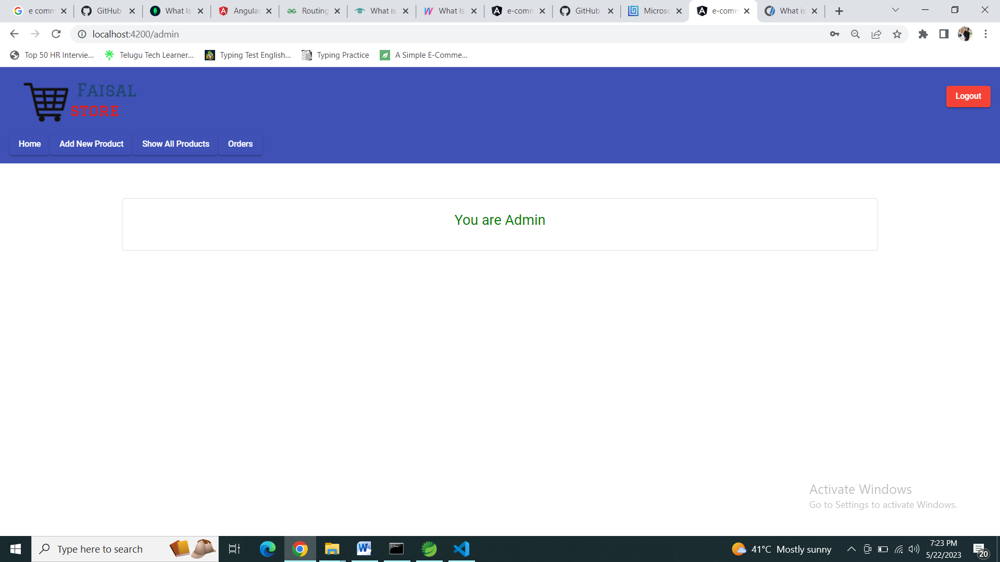 e comm GitHub What Is Angular Routing What is What Is e-comm GitHub Microso e-comm What is
localhost:4200/admin
Top 50 HR Intervie... Telugu Tech Learner... Typing Test English... Typing Practice A Simple E-Comme...
Faisal
store
Logout
Home Add New Product Show All Products Orders
You are Admin
Activate Windows
Go to Settings to activate Windows.
Type here to search
41°C Mostly sunny
7:23 PM
5/22/2023
20